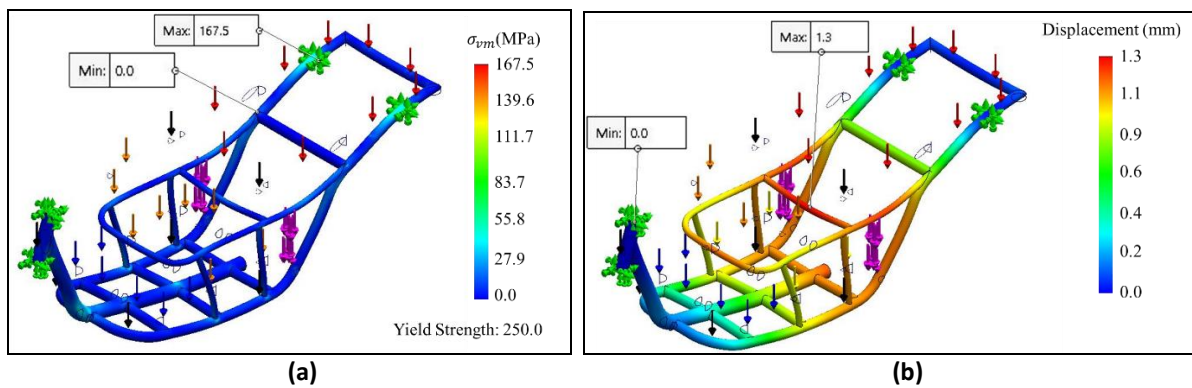 Max: 167.5
Min: 0.0
σvm(MPa)
167.5
139.6
111.7
83.7
55.8
27.9
0.0
Yield Strength: 250.0
(a)
Max: 1.3
Min: 0.0
Displacement (mm)
1.3
1.1
0.9
0.6
0.4
0.2
0.0
(b)